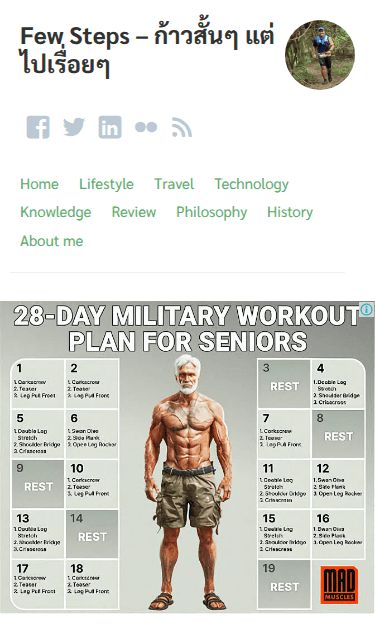 Few Steps – ก้าวสั้นๆ แต่
ไปเรื่อยๆ
Home Lifestyle Travel Technology
Knowledge Review Philosophy History
About me
28-DAY MILITARY WORKOUT
PLAN FOR SENIORS
1
1. Corkscrew
2. Teaser
3. Leg Pull Front
2
1. Corkscrew
2. Teaser
3. Leg Pull Front
3
REST
4
1. Double Leg
Stretch
2. Shoulder Bridge
3. Crisscross
5
1. Double Leg
Stretch
2. Shoulder Bridge
3. Crisscross
6
1. Swan Dive
2. Side Plank
3. Open Leg Rocker
7
1. Corkscrew
2. Teaser
3. Leg Pull Front
8
REST
9
REST
10
1. Corkscrew
2. Teaser
3. Leg Pull Front
11
1. Double Leg
Stretch
2. Shoulder Bridge
3. Crisscross
12
1. Swan Dive
2. Side Plank
3. Open Leg Rocker
13
1. Double Leg
Stretch
2. Shoulder Bridge
3. Crisscross
14
REST
15
1. Double Leg
Stretch
2. Shoulder Bridge
3. Crisscross
16
1. Swan Dive
2. Side Plank
3. Open Leg Rocker
17
1. Corkscrew
2. Teaser
3. Leg Pull Front
18
1. Corkscrew
2. Teaser
3. Leg Pull Front
19
REST
MAD
MUSCLES